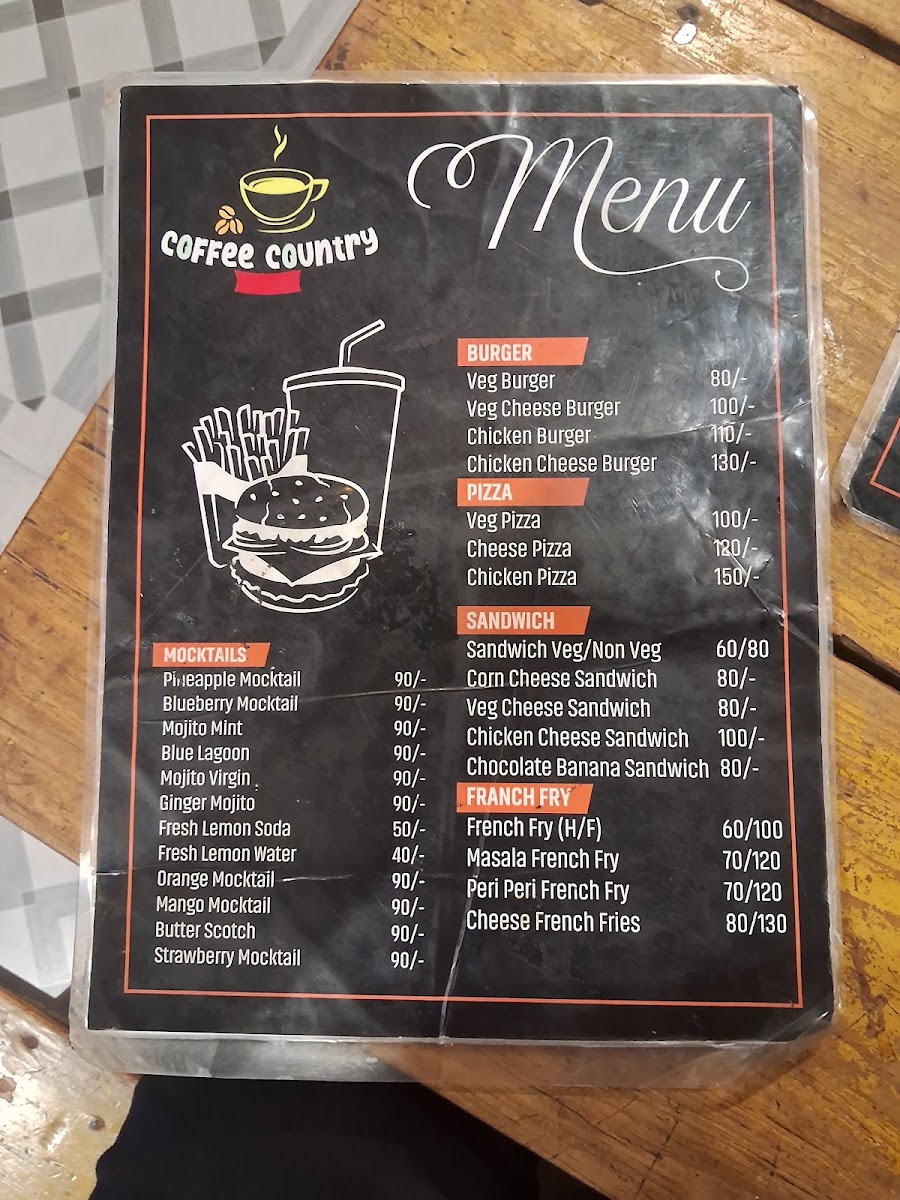 COFFEE COUNTRY
Menu
BURGER
Veg Burger 80/-
Veg Cheese Burger 100/-
Chicken Burger 110/-
Chicken Cheese Burger 130/-
PIZZA
Veg Pizza 100/-
Cheese Pizza 120/-
Chicken Pizza 150/-
SANDWICH
Sandwich Veg/Non Veg 60/80
Corn Cheese Sandwich 80/-
Veg Cheese Sandwich 80/-
Chicken Cheese Sandwich 100/-
Chocolate Banana Sandwich 80/-
FRANCH FRY
French Fry (H/F) 60/100
Masala French Fry 70/120
Peri Peri French Fry 70/120
Cheese French Fries 80/130
MOCKTAILS
Pineapple Mocktail 90/-
Blueberry Mocktail 90/-
Mojito Mint 90/-
Blue Lagoon 90/-
Mojito Virgin 90/-
Ginger Mojito 90/-
Fresh Lemon Soda 50/-
Fresh Lemon Water 40/-
Orange Mocktail 90/-
Mango Mocktail 90/-
Butter Scotch 90/-
Strawberry Mocktail 90/-